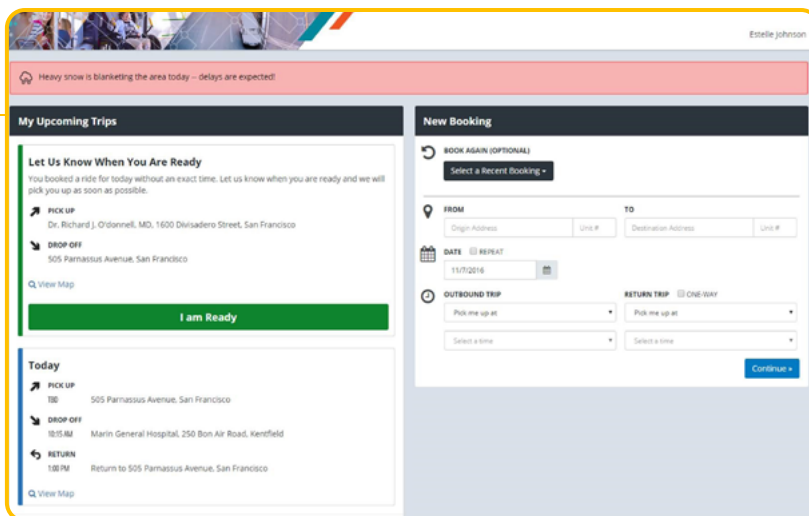 Estelle Johnson
Heavy snow is blanketing the area today -- delays are expected!
My Upcoming Trips
Let Us Know When You Are Ready
You booked a ride for today without an exact time. Let us know when you are ready and we will
pick you up as soon as possible.
PICK UP
Dr. Richard J. O'donnell, MD, 1600 Divisadero Street, San Francisco
DROP OFF
505 Parnassus Avenue, San Francisco
View Map
I am Ready
Today
PICK UP
TBD 505 Parnassus Avenue, San Francisco
DROP OFF
10:15 AM Marin General Hospital, 250 Bon Air Road, Kentfield
RETURN
1:00 PM Return to 505 Parnassus Avenue, San Francisco
View Map
New Booking
BOOK AGAIN (OPTIONAL)
Select a Recent Booking
FROM TO
Origin Address Unit # Destination Address Unit #
DATE REPEAT
11/7/2016
OUTBOUND TRIP RETURN TRIP ONE-WAY
Pick me up at Pick me up at
Select a time Select a time
Continue »